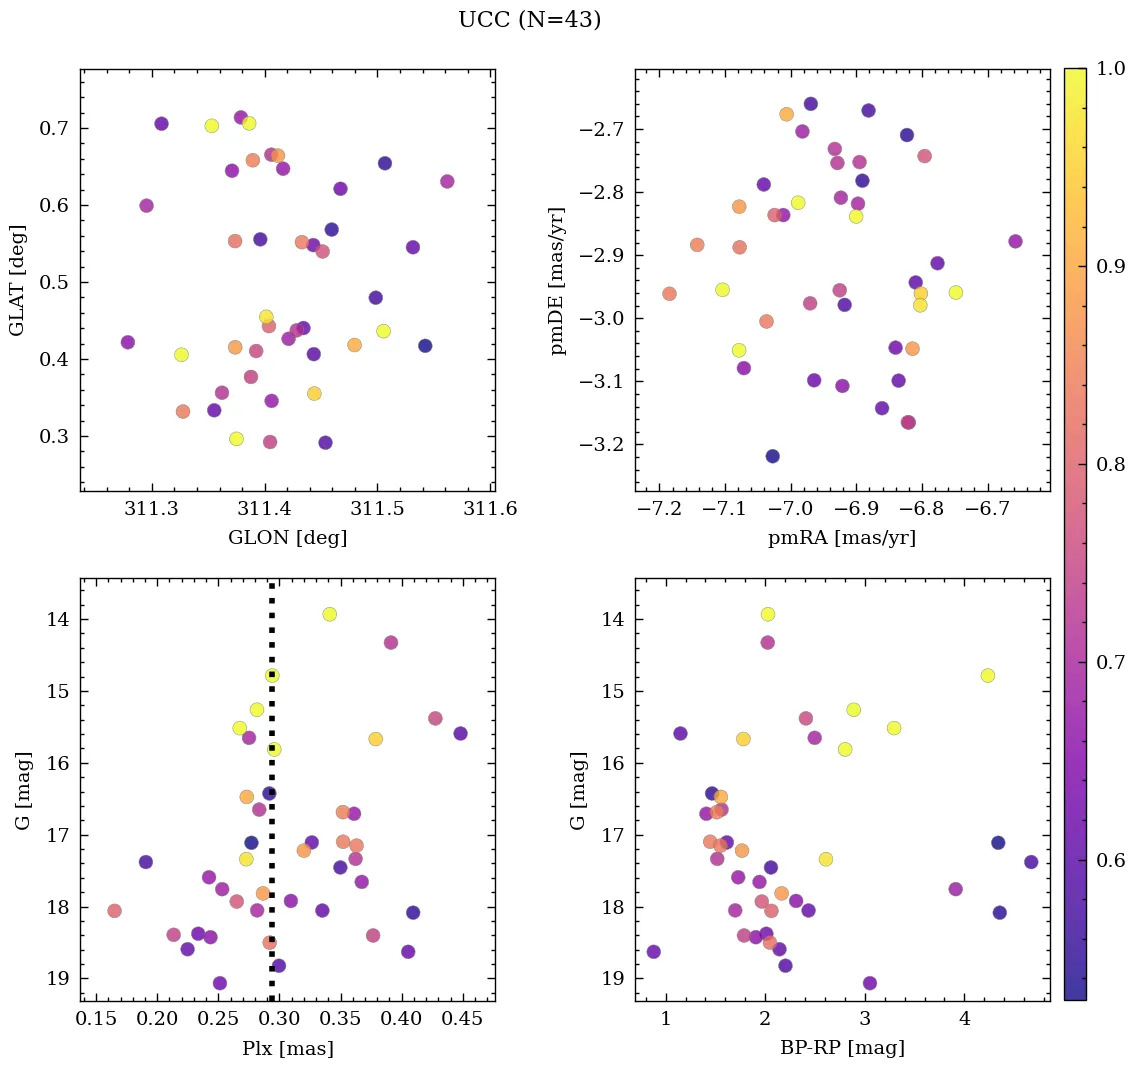 UCC (N=43)
0.7
0.6
0.5
0.4
0.3
GLAT [deg]
311.3 311.4 311.5 311.6
GLON [deg]
−2.7
−2.8
−2.9
−3.0
−3.1
−3.2
pmDE [mas/yr]
−7.2 −7.1 −7.0 −6.9 −6.8 −6.7
pmRA [mas/yr]
14
15
16
17
18
19
G [mag]
0.15 0.20 0.25 0.30 0.35 0.40 0.45
Plx [mas]
14
15
16
17
18
19
G [mag]
1 2 3 4
BP-RP [mag]
1.0
0.9
0.8
0.7
0.6